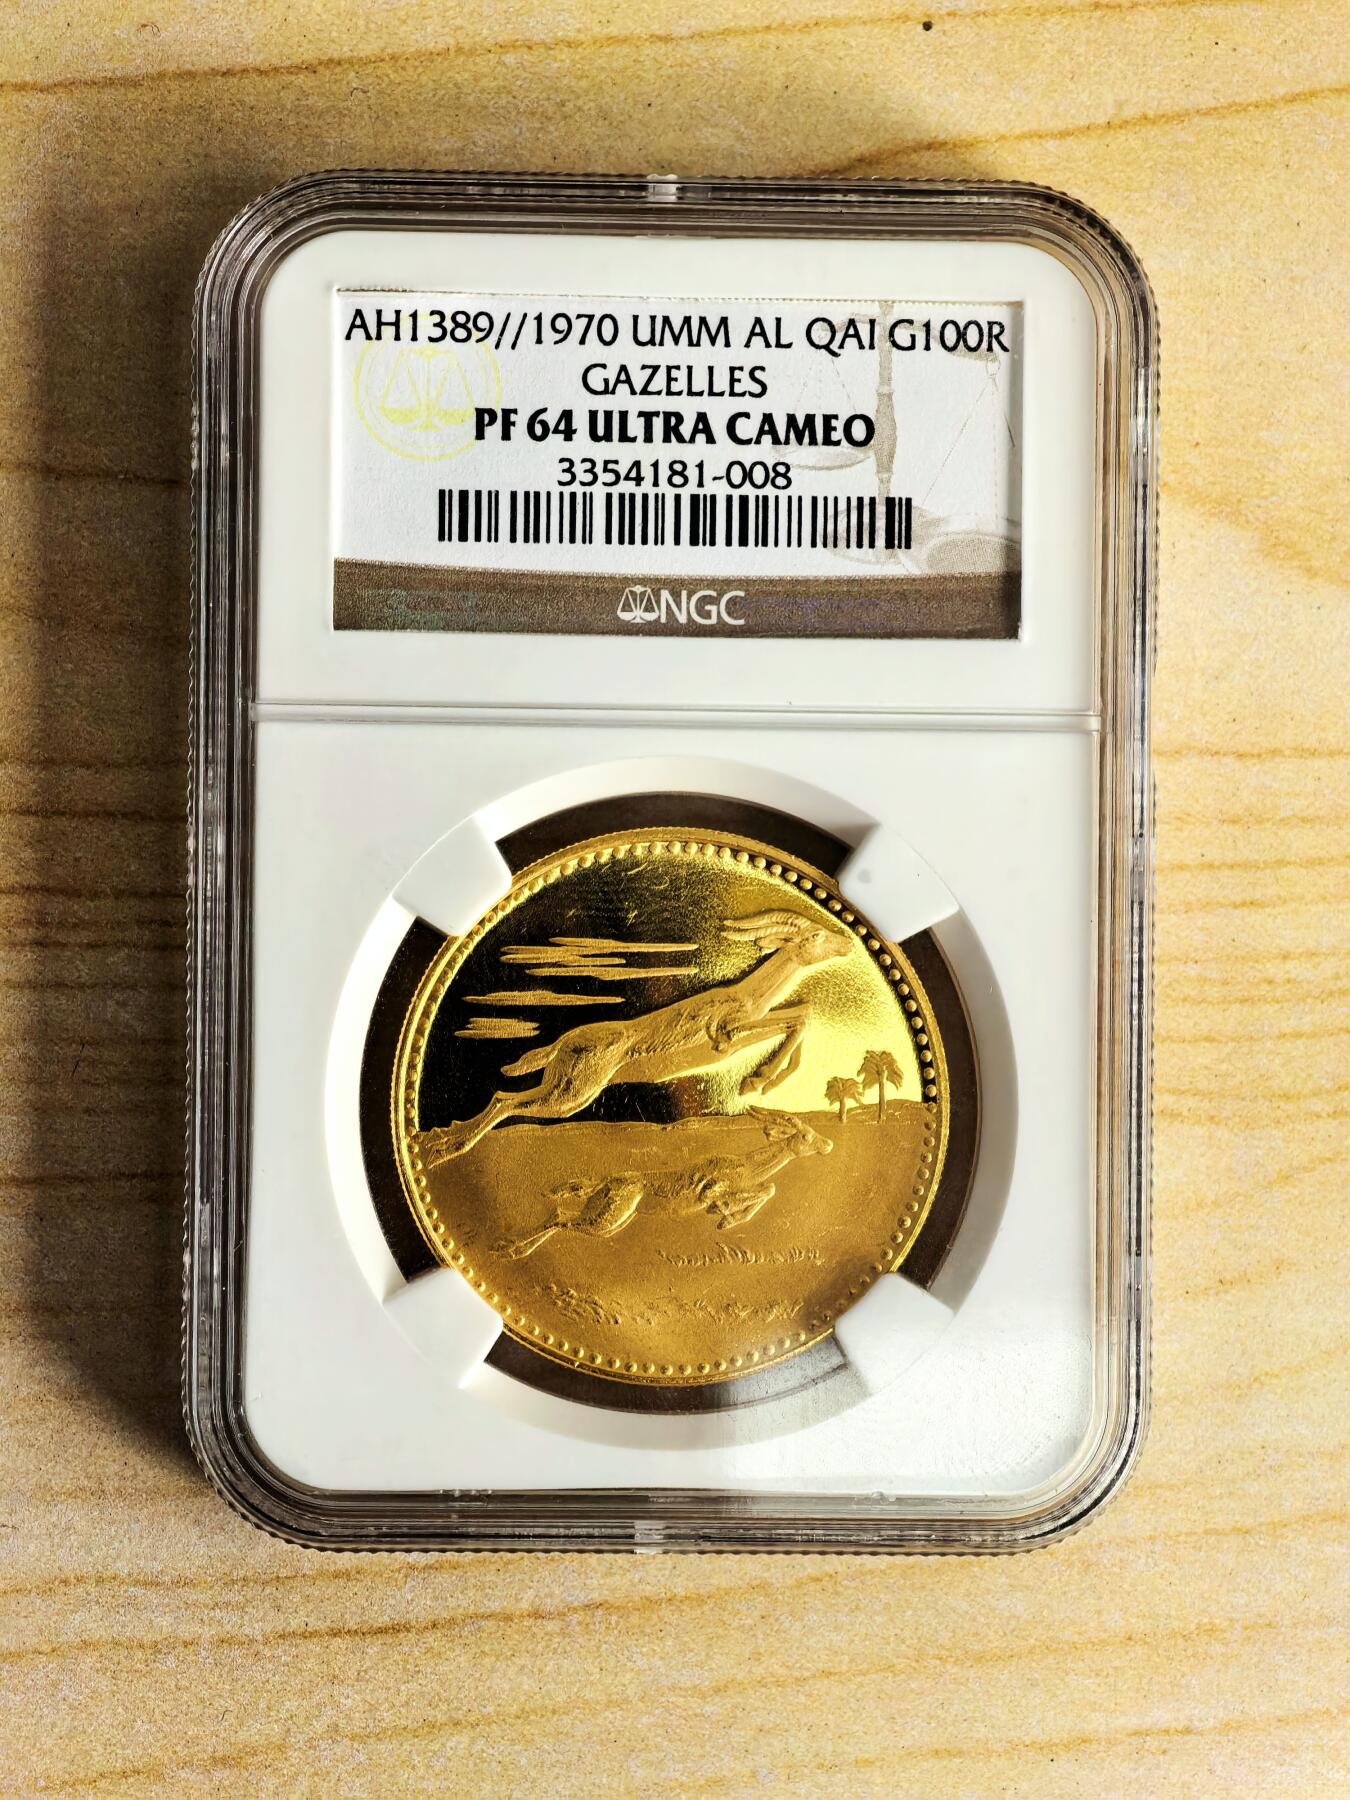 AH1389//1970 UMM AL QAI G100R
GAZELLES
PF 64 ULTRA CAMEO
3354181-008
NGC